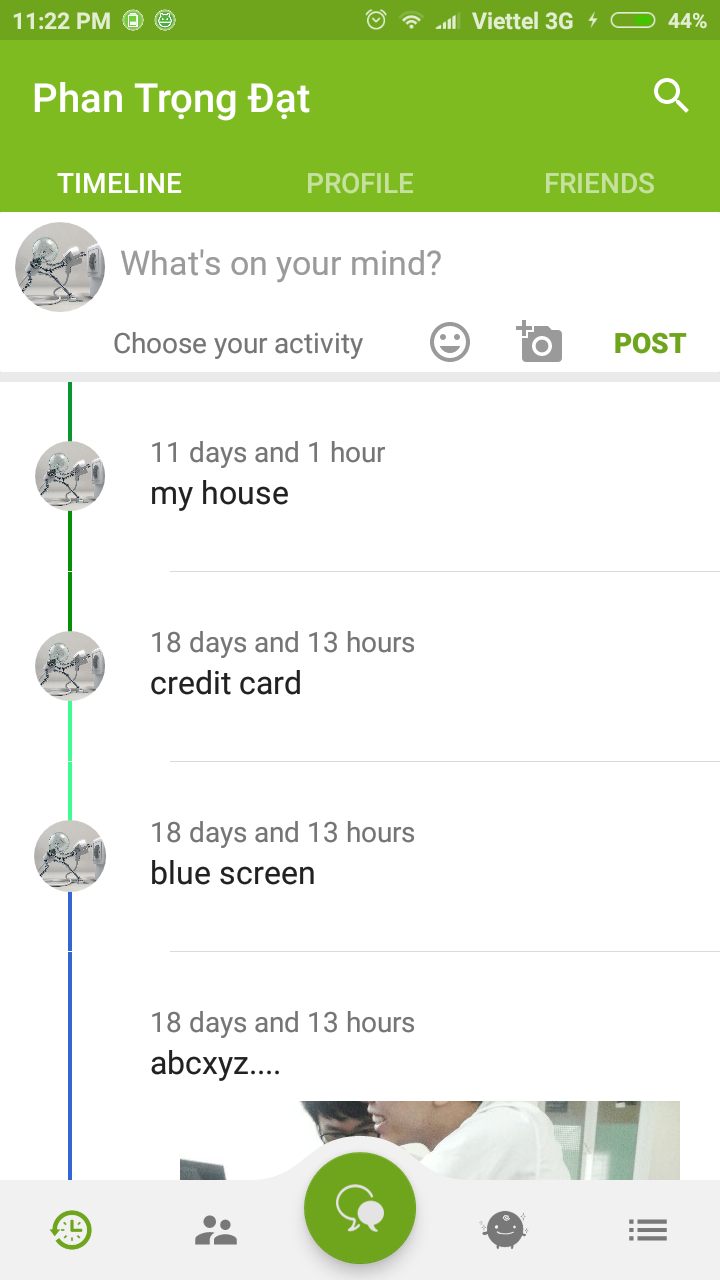 11:22 PM Viettel 3G 44%
Phan Trọng Đạt
TIMELINE PROFILE FRIENDS
What's on your mind?
Choose your activity POST
11 days and 1 hour
my house
18 days and 13 hours
credit card
18 days and 13 hours
blue screen
18 days and 13 hours
abcxyz....